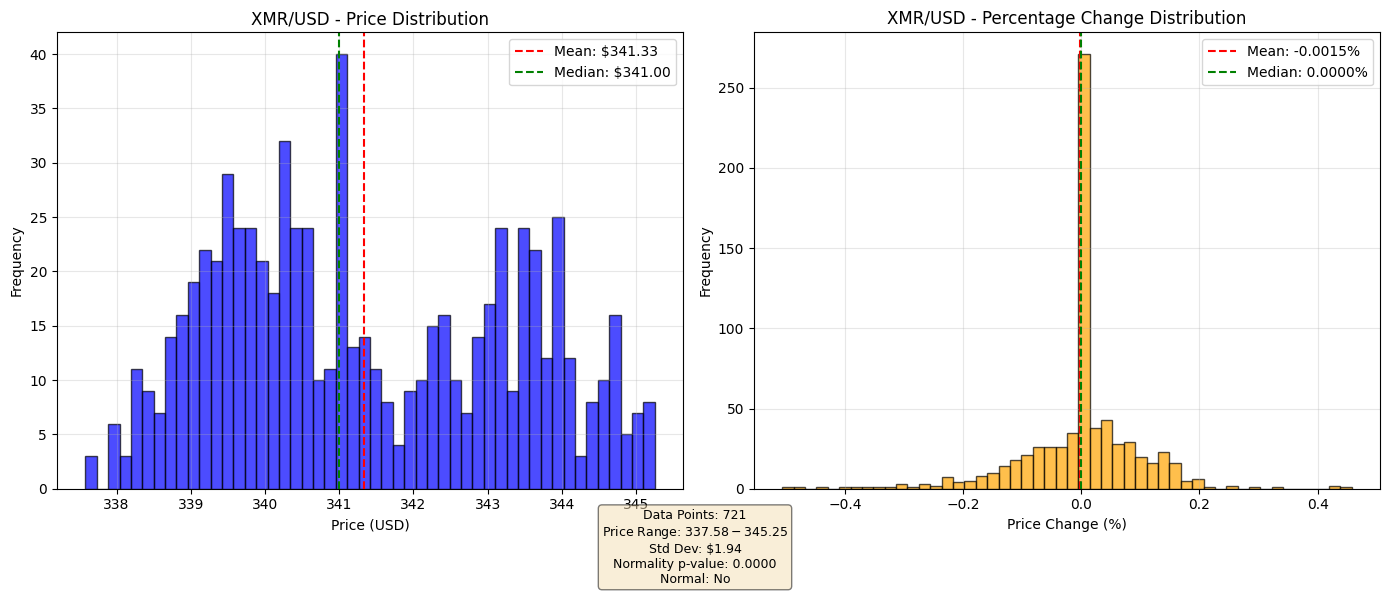 XMR/USD - Price Distribution
Frequency
40
35
30
25
20
15
10
5
0
Mean: $341.33
Median: $341.00
338
339
340
341
342
343
344
345
Price (USD)
XMR/USD - Percentage Change Distribution
Frequency
250
200
150
100
50
0
Mean: -0.0015%
Median: 0.0000%
−0.4
−0.2
0.0
0.2
0.4
Price Change (%)
Data Points: 721
Price Range: 337.58 − 345.25
Std Dev: $1.94
Normality p-value: 0.0000
Normal: No